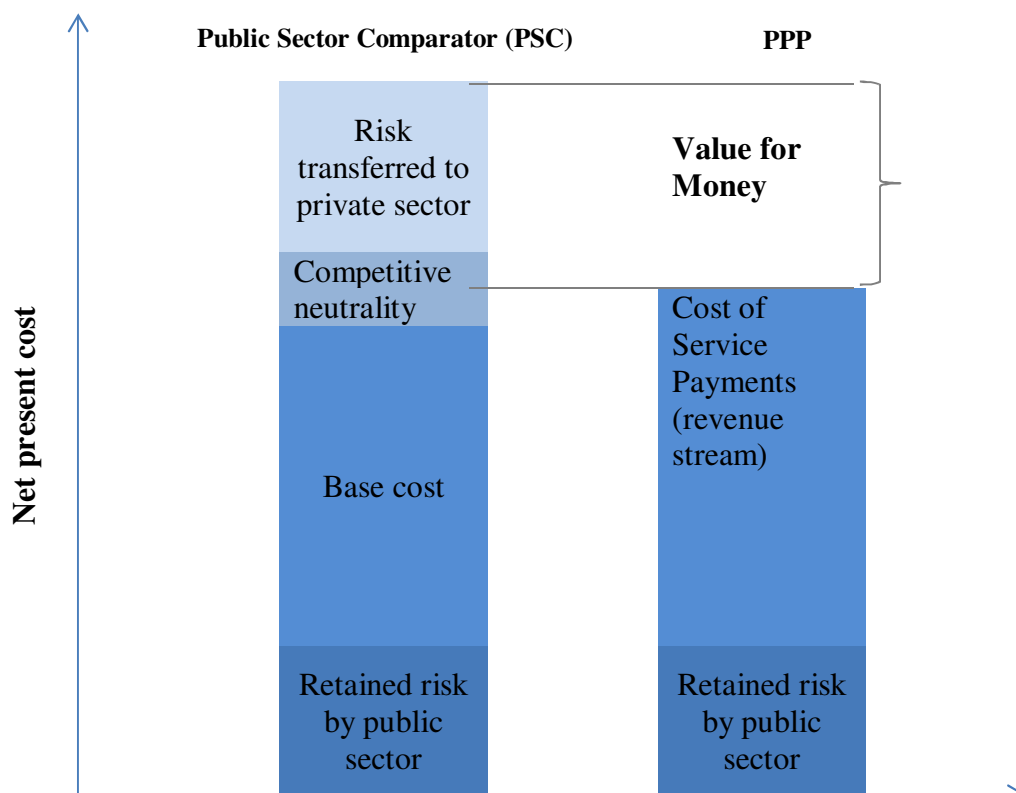 Public Sector Comparator (PSC)
PPP
Risk
transferred to
private sector
Value for
Money
Competitive
neutrality
Cost of
Service
Payments
(revenue
stream)
Net present cost
Base cost
Retained risk
by public
sector
Retained risk
by public
sector